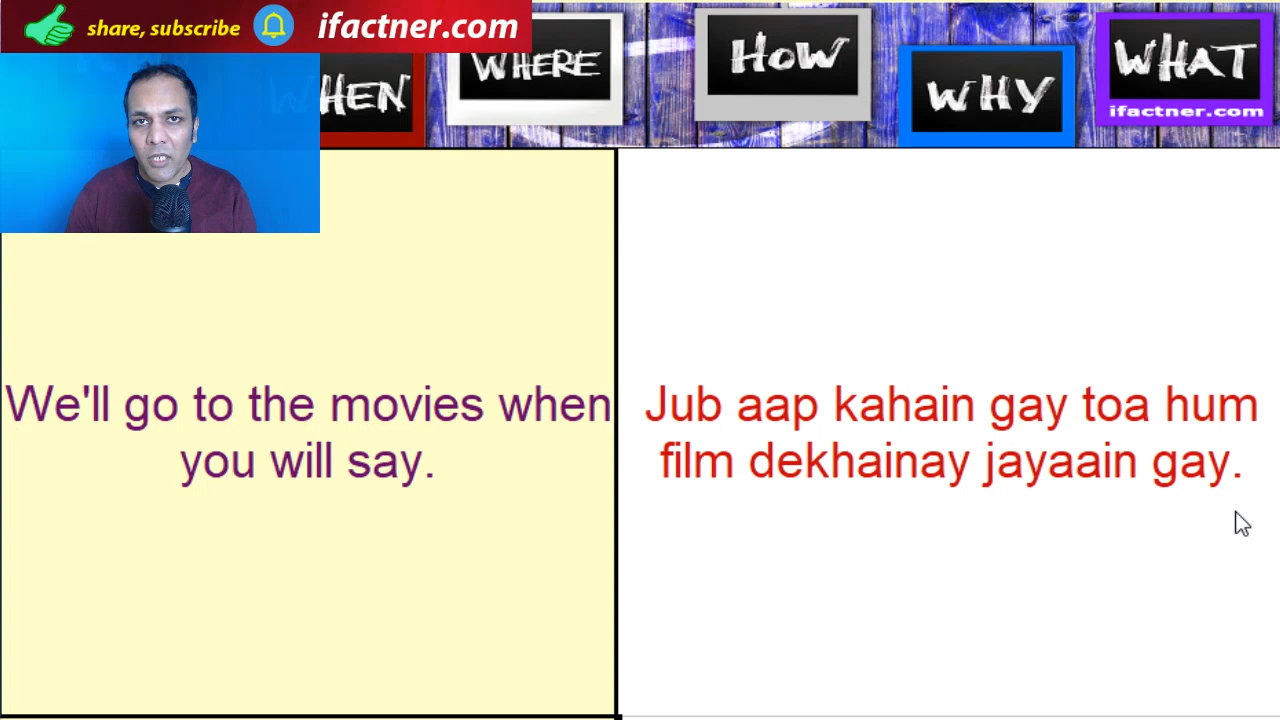 share, subscribe ifactner.com
WHEN
WHERE
HOW
WHY
WHAT
ifactner.com
We'll go to the movies when
you will say.
Jub aap kahain gay toa hum
film dekhainay jayaain gay.